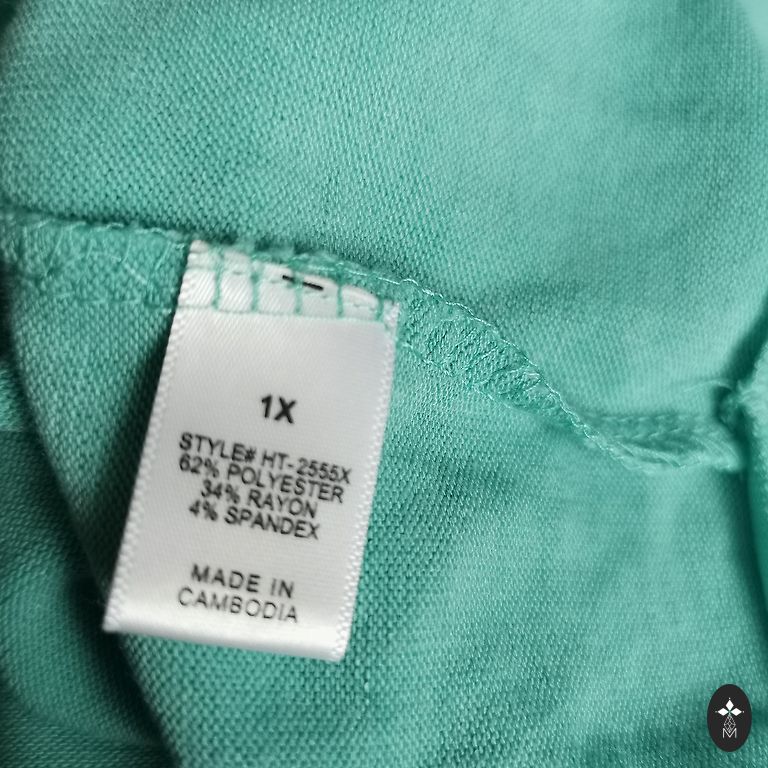 1X
STYLE# HT-2555X
62% POLYESTER
34% RAYON
4% SPANDEX
MADE IN
CAMBODIA
M